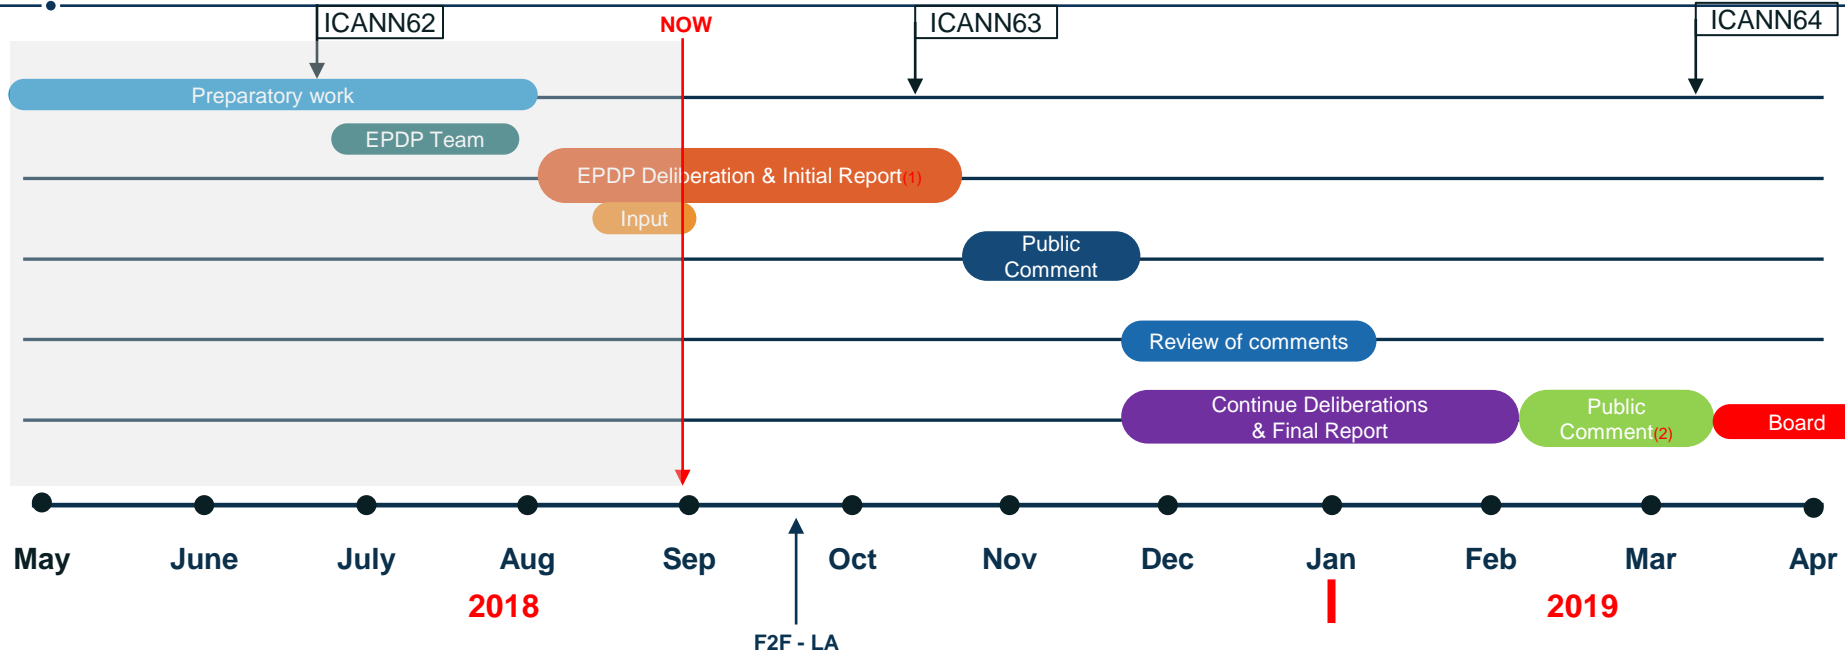 ICANN62
NOW
ICANN63
ICANN64
Preparatory work
EPDP Team
EPDP Deliberation & Initial Report(1)
Input
Public
Comment
Review of comments
Continue Deliberations
& Final Report
Public
Comment(2)
Board
May June July Aug Sep Oct Nov Dec Jan Feb Mar Apr
2018 2019
F2F - LA